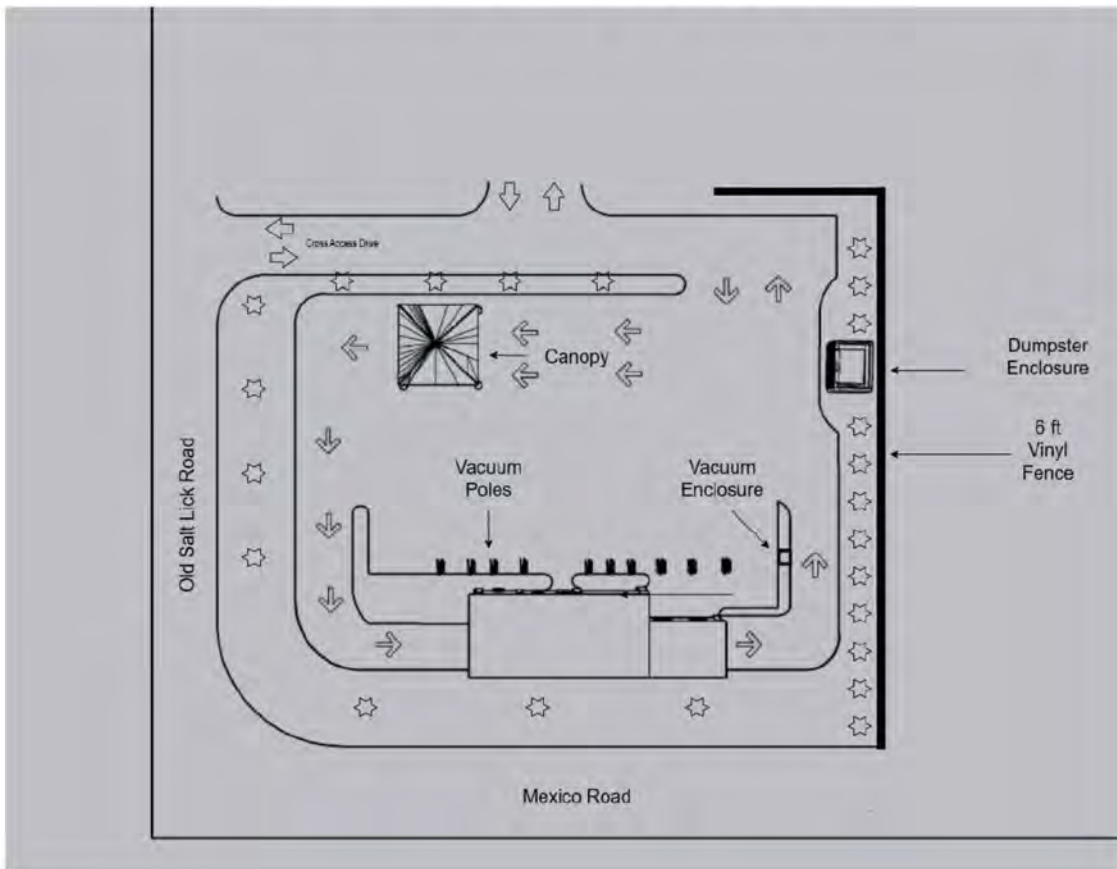 Cross Access Drive
Canopy
Dumpster
Enclosure
6 ft
Vinyl
Fence
Vacuum
Poles
Vacuum
Enclosure
Old Salt Lick Road
Mexico Road